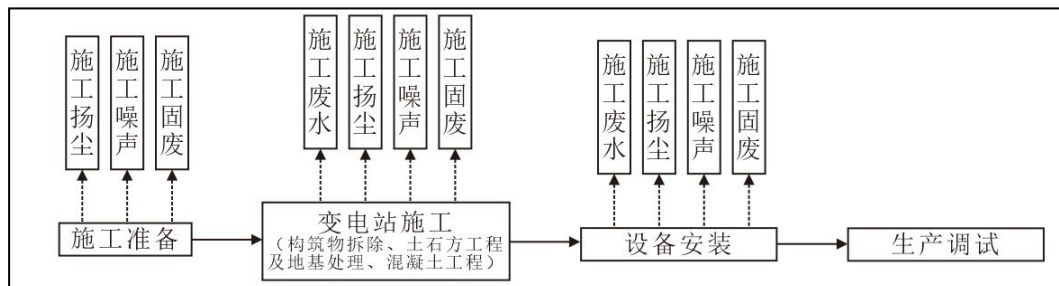 施工扬尘
施工噪声
施工固废
施工废水
施工扬尘
施工噪声
施工固废
施工废水
施工扬尘
施工噪声
施工固废
施工准备
变电站施工
（构筑物拆除、土石方工程
及地基处理、混凝土工程）
设备安装
生产调试